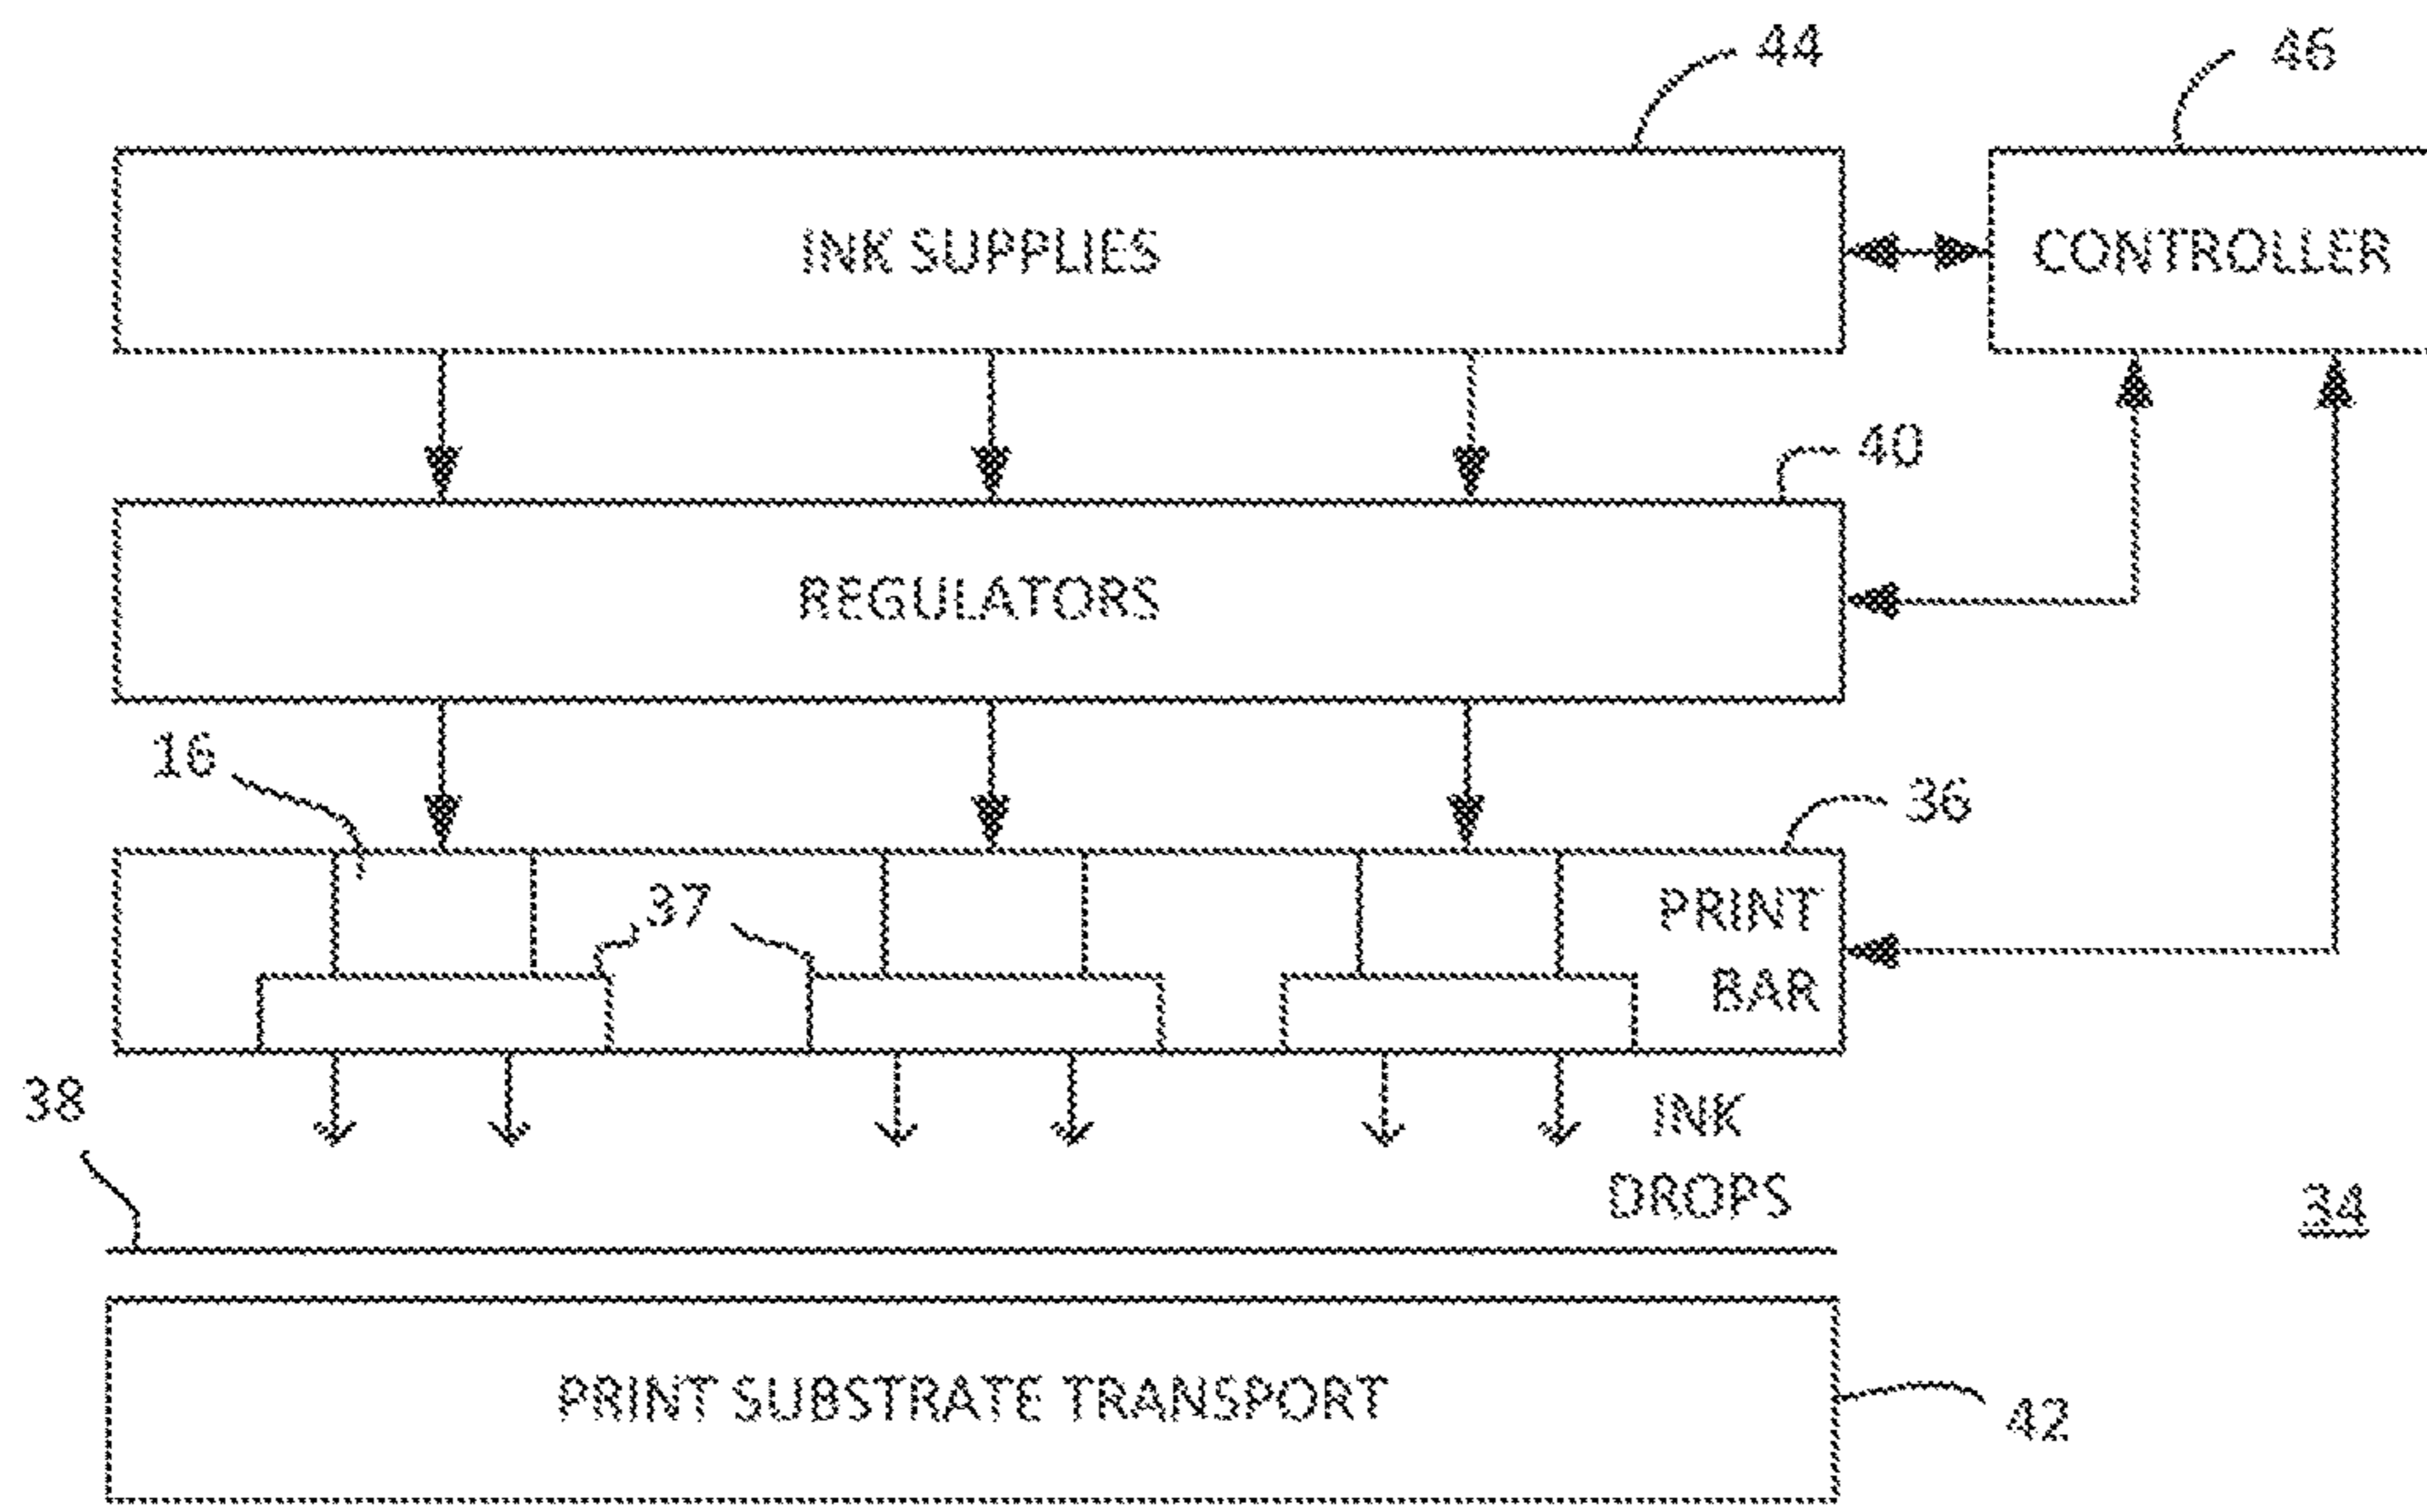 44
46
INK SUPPLIES
CONTROLLER
40
REGULATORS
16
36
37
PRINT
BAR
38
INK
DROPS
34
PRINT SUBSTRATE TRANSPORT
42